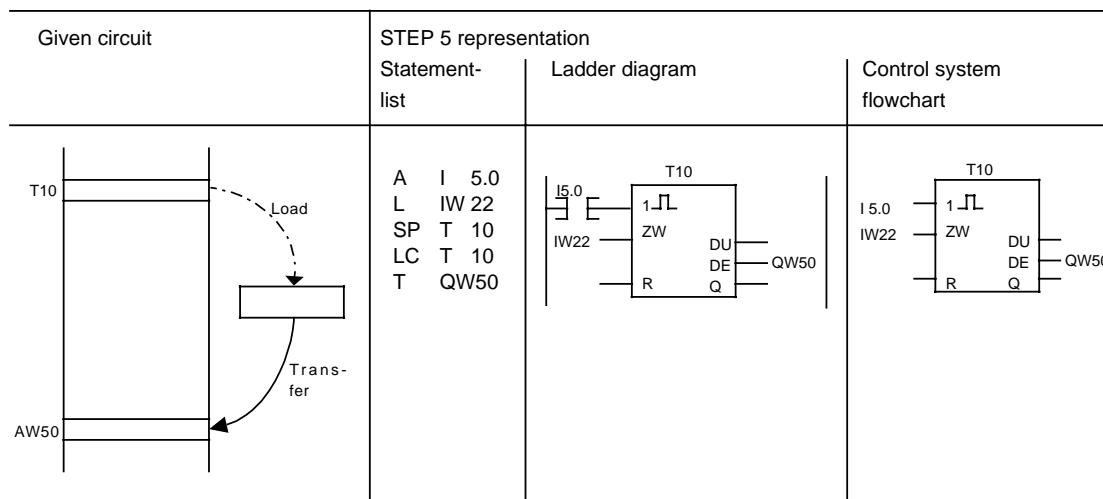 Given circuit
STEP 5 representation
Statement-
list
Ladder diagram
Control system
flowchart
T10
Load
Trans-
fer
AW50
A I 5.0
L IW 22
SP T 10
LC T 10
T QW50
T10
I5.0
1
IW22
ZW
DU
DE
QW50
R
Q
T10
I 5.0
1
IW22
ZW
DU
DE
QW50
R
Q